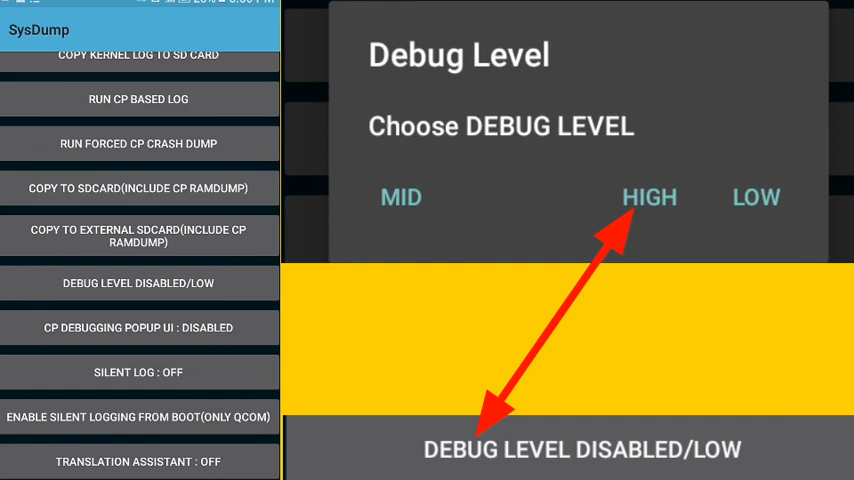 SysDump
COPY KERNEL LOG TO SD CARD
RUN CP BASED LOG
RUN FORCED CP CRASH DUMP
COPY TO SDCARD(INCLUDE CP RAMDUMP)
COPY TO EXTERNAL SDCARD(INCLUDE CP
RAMDUMP)
DEBUG LEVEL DISABLED/LOW
CP DEBUGGING POPUP UI : DISABLED
SILENT LOG : OFF
ENABLE SILENT LOGGING FROM BOOT(ONLY QCOM)
TRANSLATION ASSISTANT : OFF
Debug Level
Choose DEBUG LEVEL
MID HIGH LOW
DEBUG LEVEL DISABLED/LOW